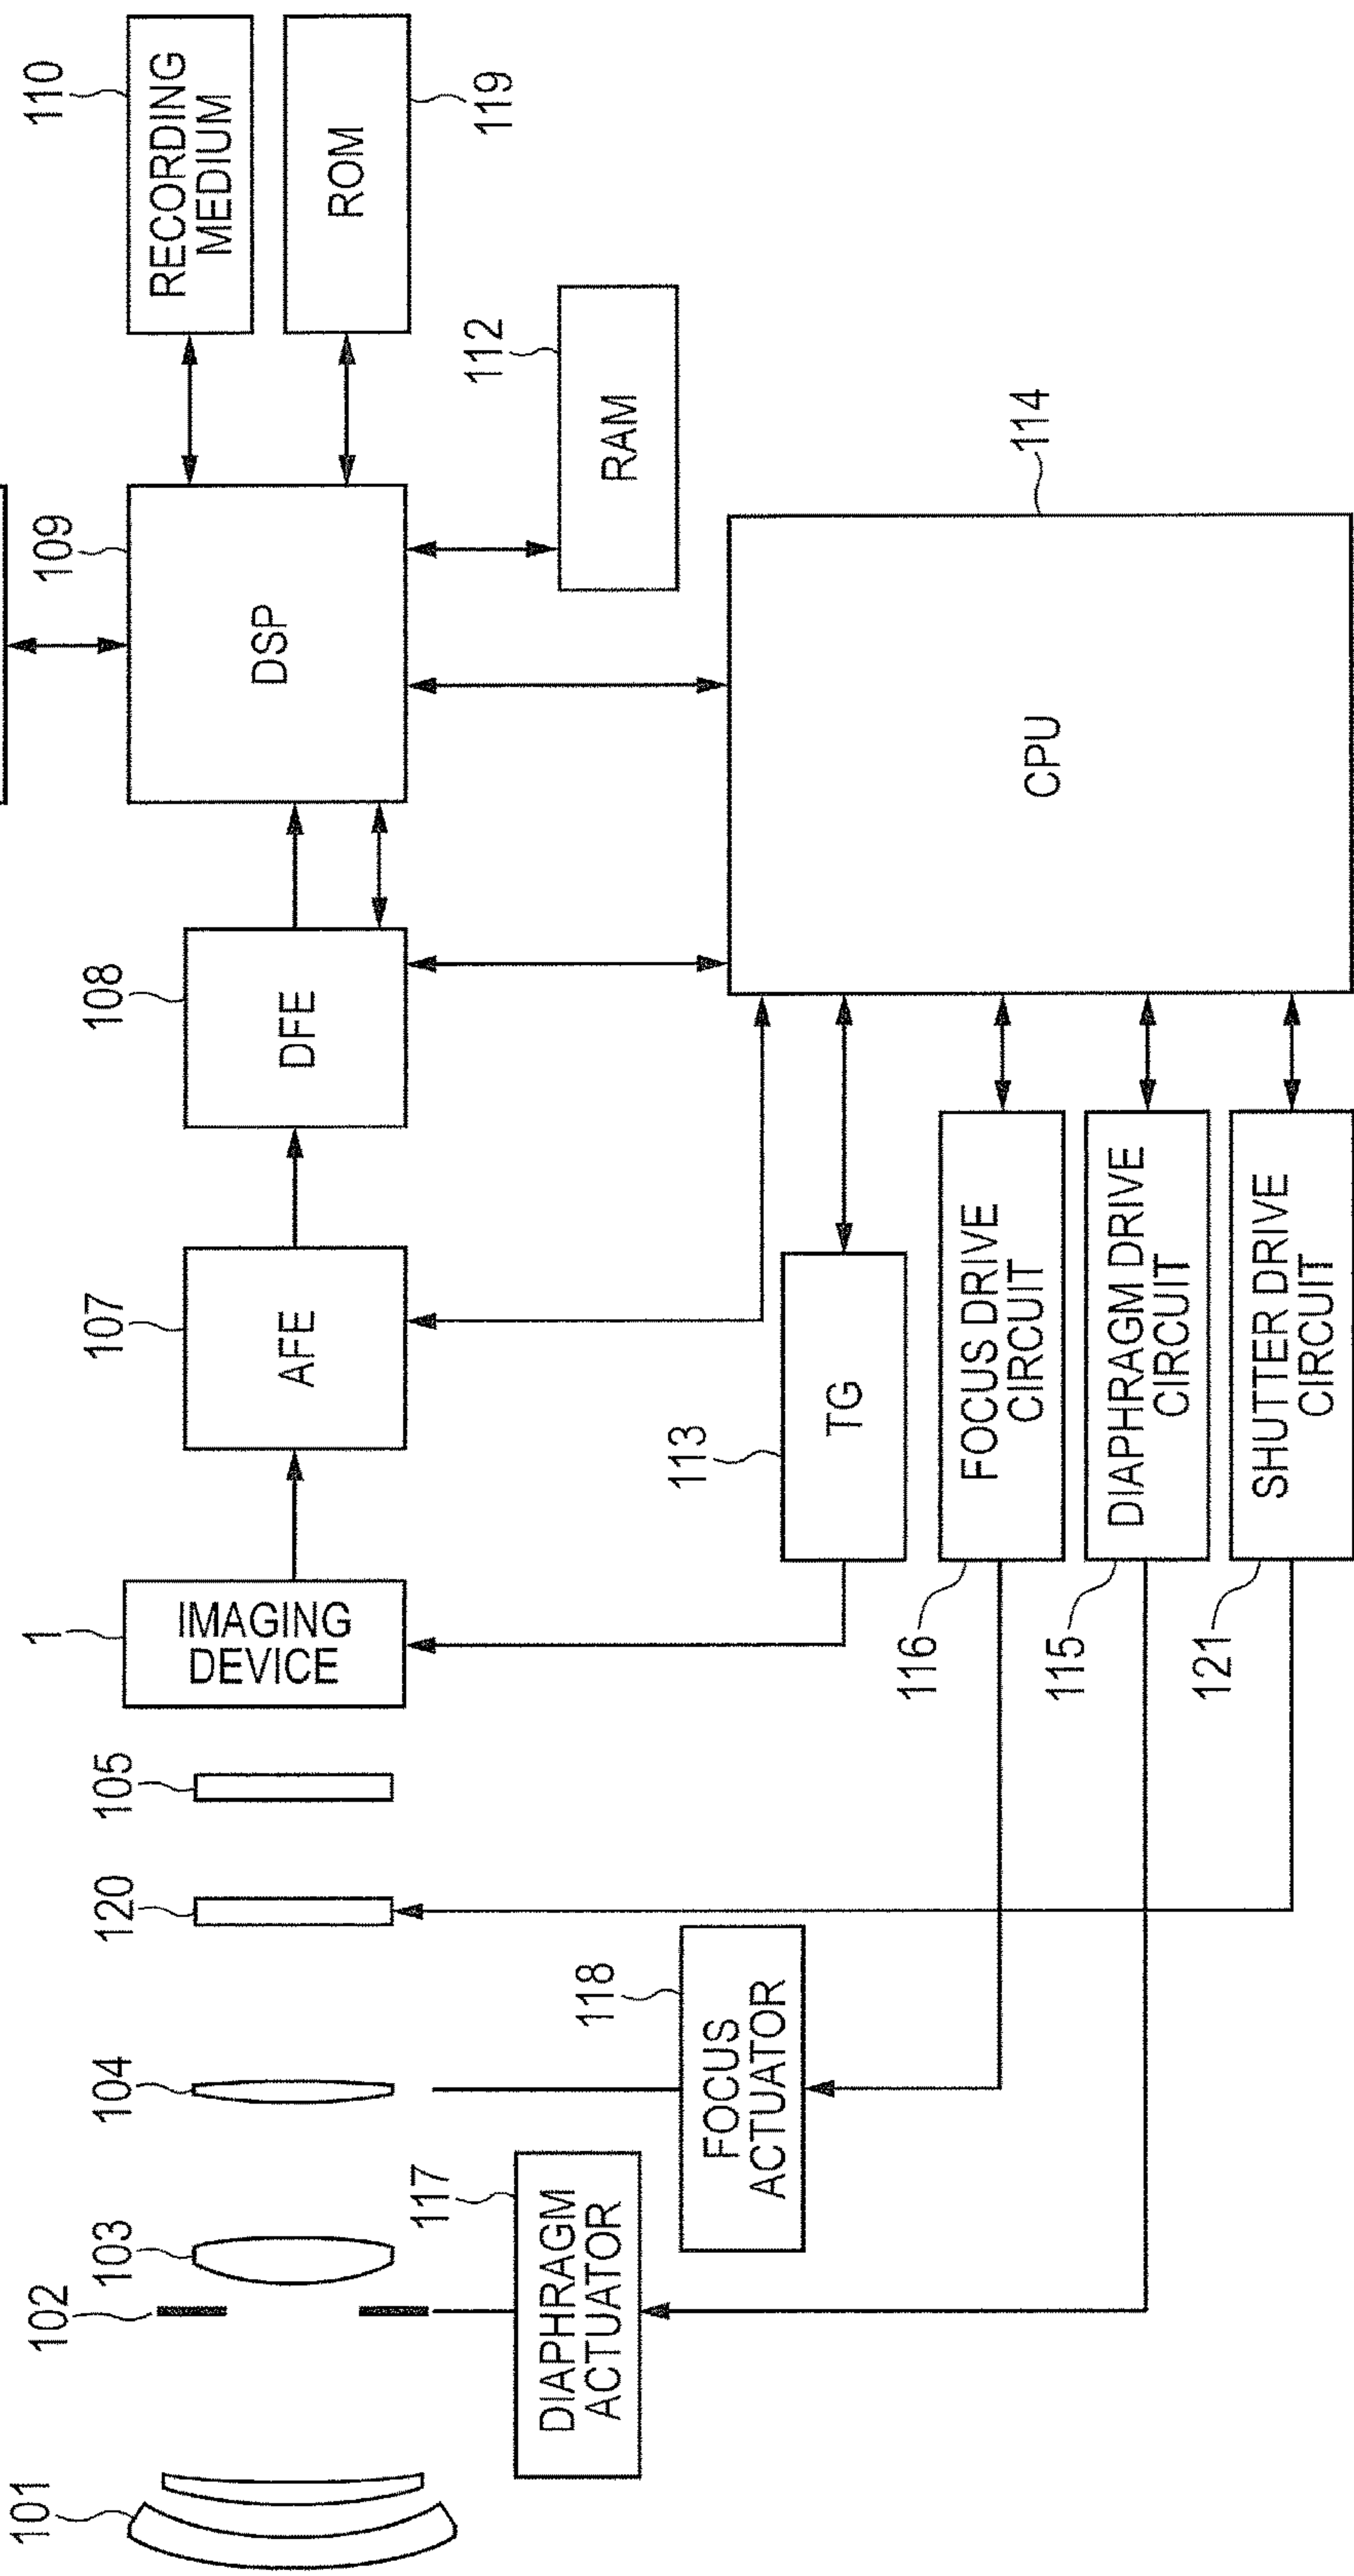 101
102
103
104
120
105
1
IMAGING
DEVICE
107
AFE
108
DFE
109
DSP
110
RECORDING
MEDIUM
ROM
119
112
RAM
117
DIAPHRAGM
ACTUATOR
118
FOCUS
ACTUATOR
113
TG
114
CPU
116
FOCUS DRIVE
CIRCUIT
115
DIAPHRAGM DRIVE
CIRCUIT
121
SHUTTER DRIVE
CIRCUIT